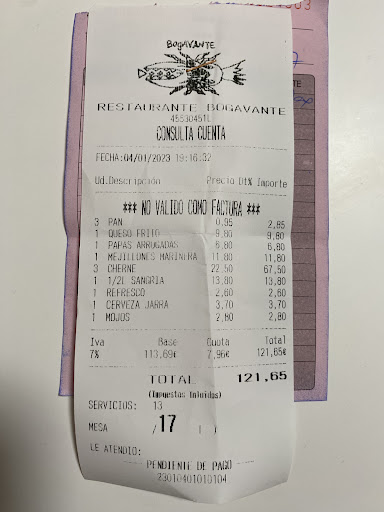 BOGAVANTE
RESTAURANTE BOGAVANTE
CONSULTA CUENTA
FECHA:04/01/2023 19:16:32
Ud.Descripción Precio Dt% Importe
*** NO VALIDO COMO FACTURA ***
3 PAN 0,95 2,85
1 QUESO FRITO 9,80 9,80
1 PAPAS ARRUGADAS 6,80 6,80
1 MEJILLONES MARINERA 11,80 11,80
3 CHERNE 22,50 67,50
1 1/2L SANGRIA 13,80 13,80
1 REFRESCO 2,60 2,60
1 CERVEZA JARRA 3,70 3,70
1 MOJOS 2,80 2,80
Iva Base Cuota Total
7% 113,69€ 7,96€ 121,65€
TOTAL 121,65
(Impuestos Incluidos)
SERVICIOS: 13
MESA / 17 ( )
LE ATENDIO:
PENDIENTE DE PAGO
23010401010104